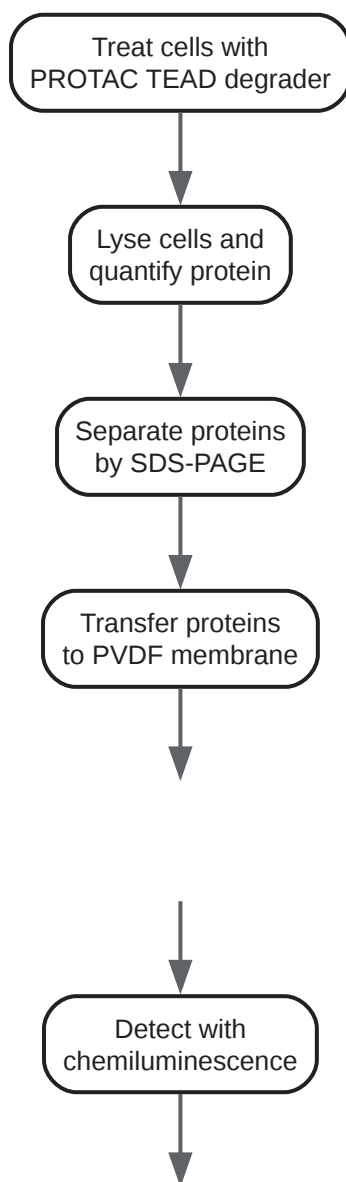 Treat cells with
PROTAC TEAD degrader
Lyse cells and
quantify protein
Separate proteins
by SDS-PAGE
Transfer proteins
to PVDF membrane
Detect with
chemiluminescence